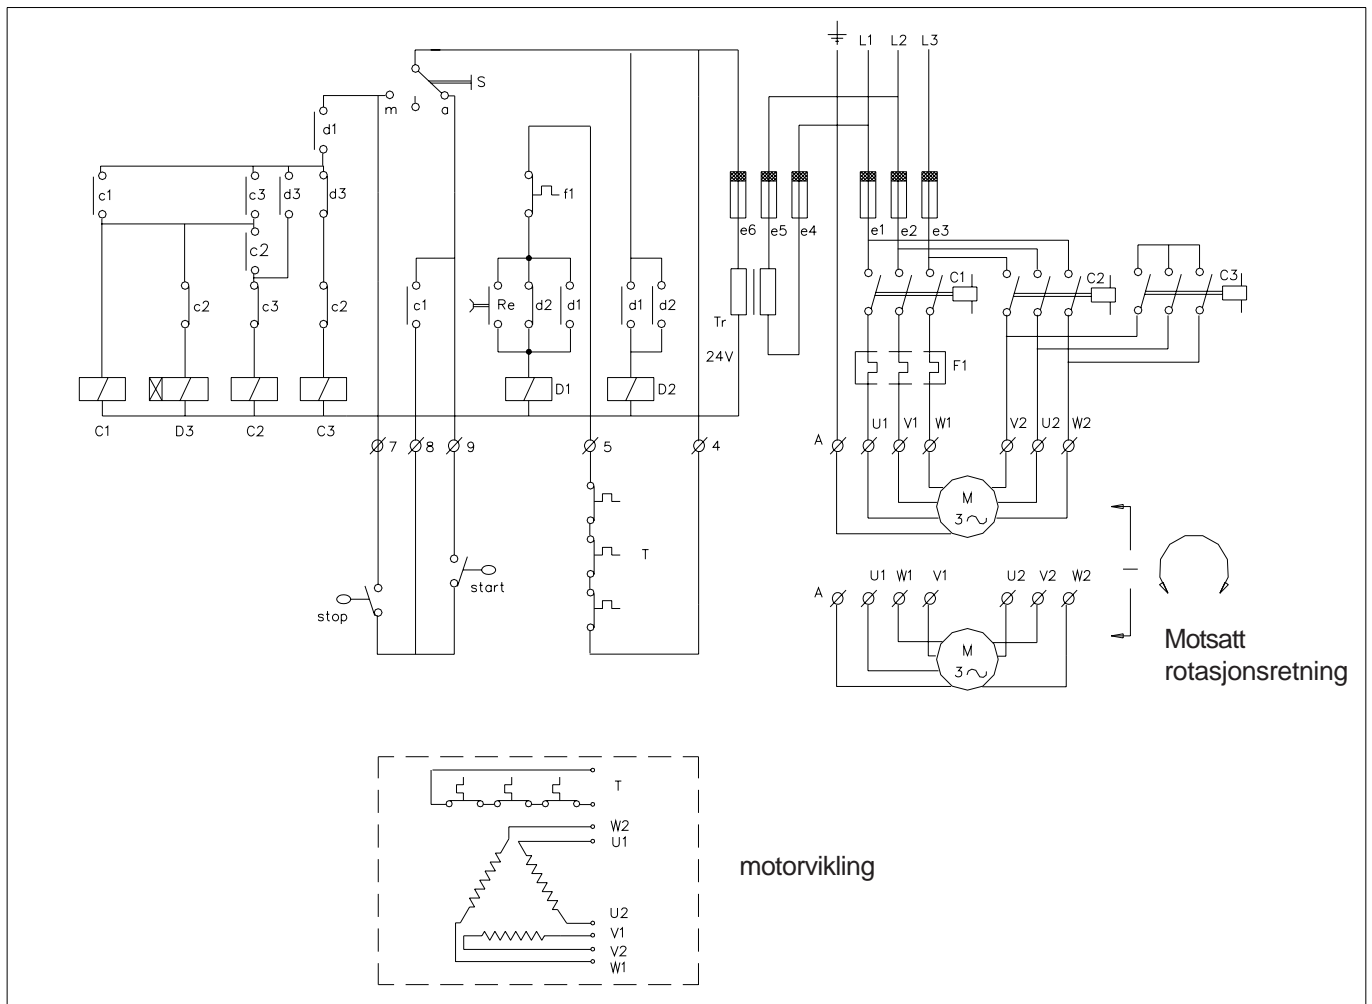 L1 L2 L3
S
m a
d1
c1 c3 d3 d3 f1
c2
e6 e5 e4 e1 e2 e3
c2 c3 c2 c1 Re d2 d1 d1 d2
C1 C2 C3
Tr
24V
F1
D1 D2
C1 D3 C2 C3
7 8 9 5 4
A U1 V1 W1 V2 U2 W2
M
3
T
start
stop
A U1 W1 V1 U2 V2 W2
M
3
Motsatt
rotasjonsretning
T
W2
U1
motorvikling
U2
V1
V2
W1